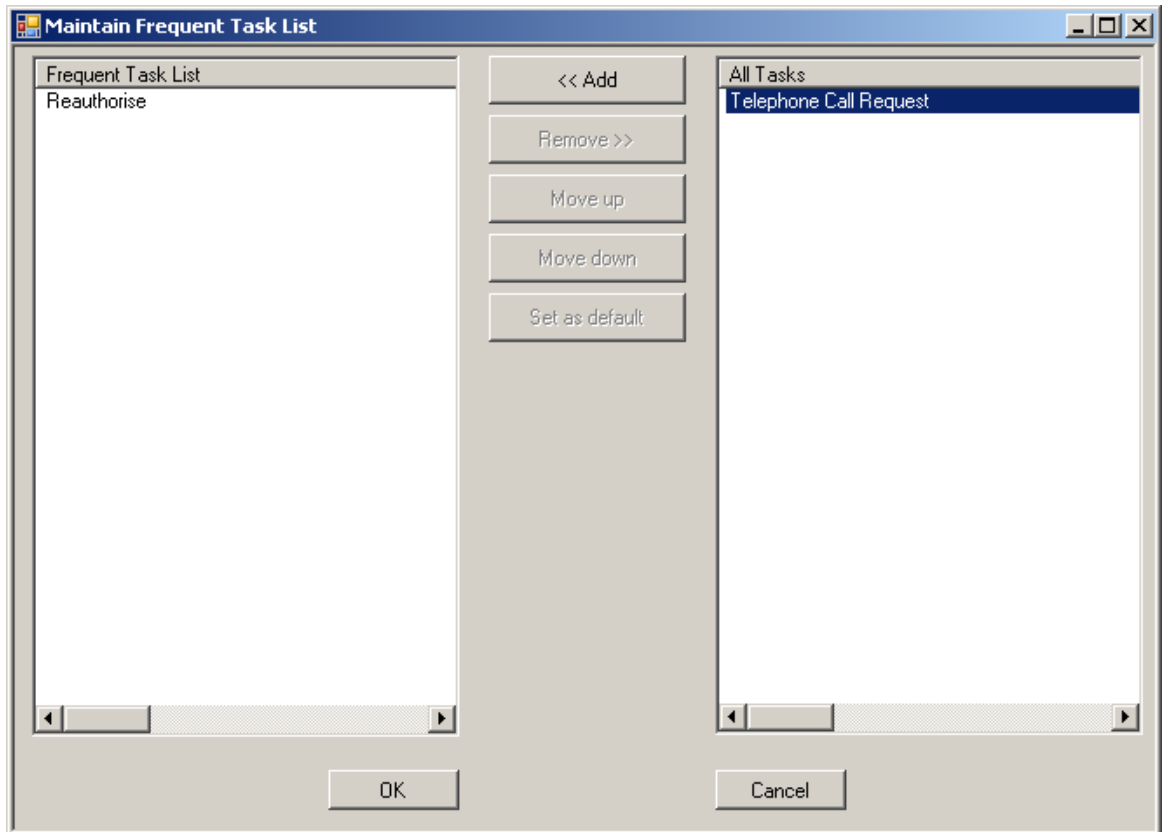 Maintain Frequent Task List
Frequent Task List
Reauthorise
<< Add
Remove >>
Move up
Move down
Set as default
All Tasks
Telephone Call Request
OK
Cancel